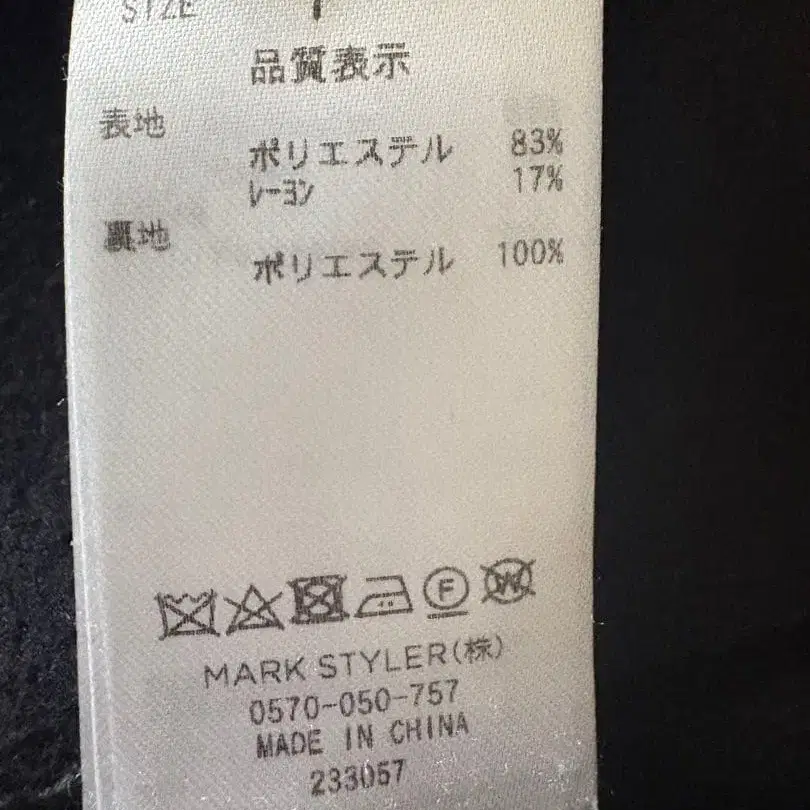 SIZE
品質表示
表地
ポリエステル 83%
レーヨン 17%
裏地
ポリエステル 100%
F W
MARK STYLER(株)
0570-050-757
MADE IN CHINA
233057